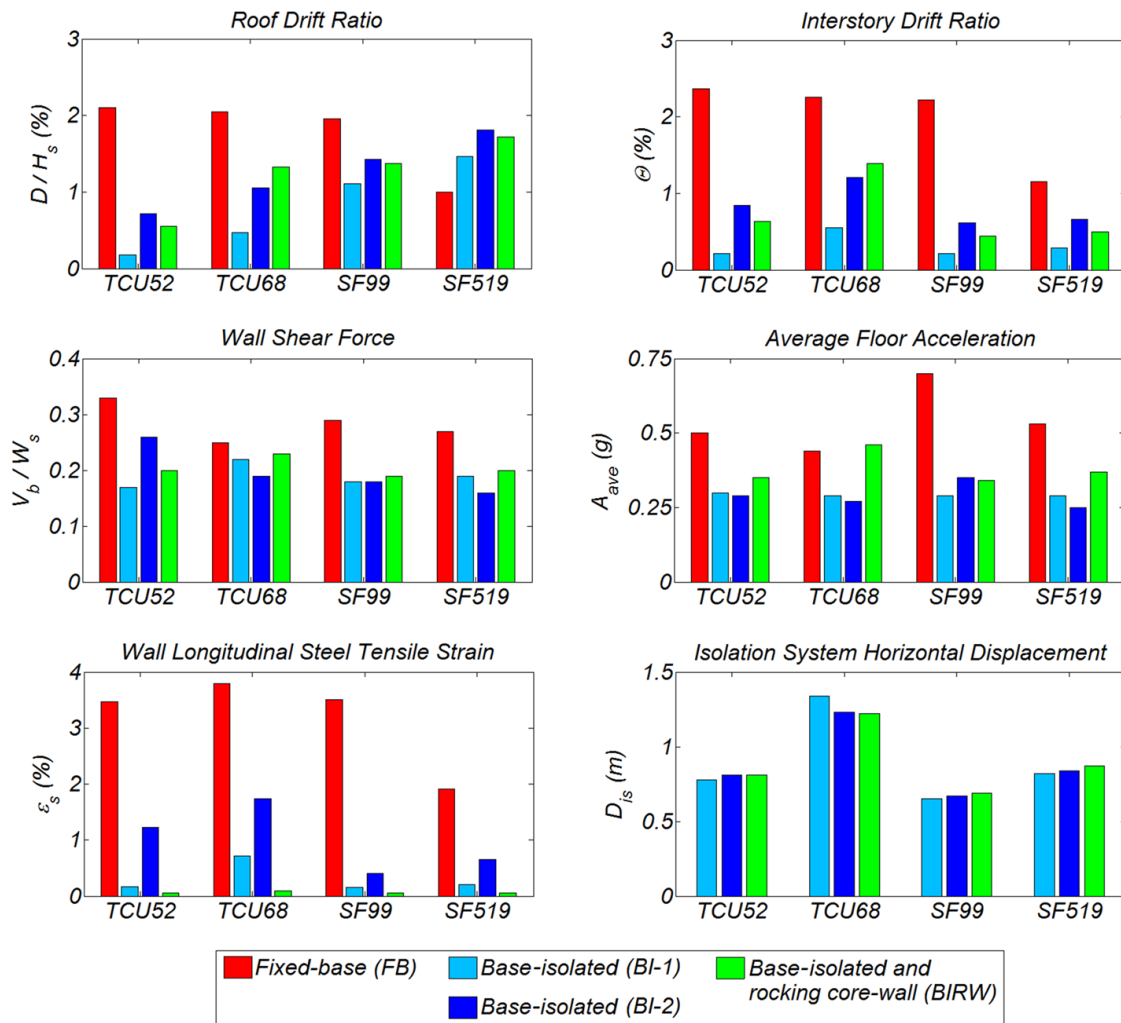 Roof Drift Ratio
D / Hs (%)
3
2
1
0
TCU52 TCU68 SF99 SF519
Interstory Drift Ratio
Θ (%)
3
2
1
0
TCU52 TCU68 SF99 SF519
Wall Shear Force
Vb / Ws
0.4
0.3
0.2
0.1
0
TCU52 TCU68 SF99 SF519
Average Floor Acceleration
Aave (g)
0.75
0.5
0.25
0
TCU52 TCU68 SF99 SF519
Wall Longitudinal Steel Tensile Strain
εs (%)
4
3
2
1
0
TCU52 TCU68 SF99 SF519
Isolation System Horizontal Displacement
Dis (m)
1.5
1
0.5
0
TCU52 TCU68 SF99 SF519
Fixed-base (FB)
Base-isolated (BI-1)
Base-isolated (BI-2)
Base-isolated and
rocking core-wall (BIRW)